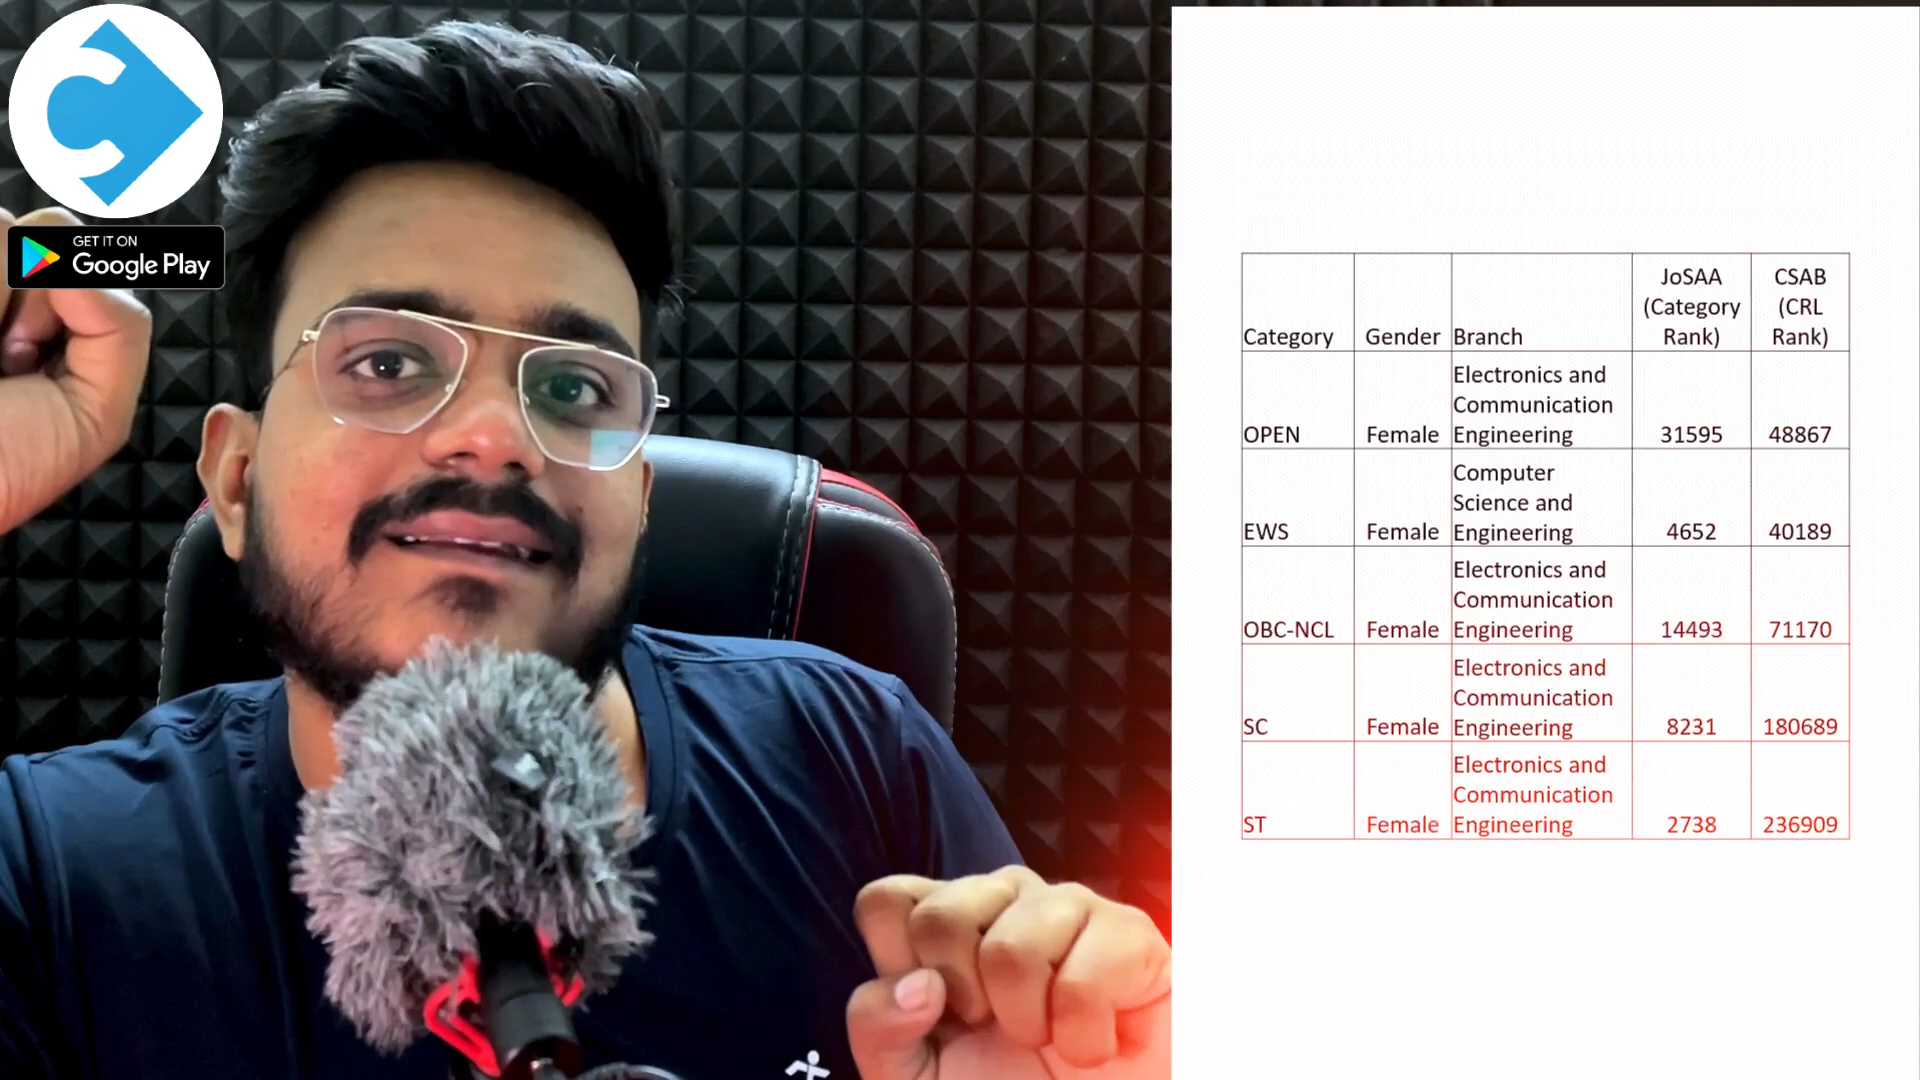 GET IT ON
Google Play
Category Gender Branch JoSAA (Category Rank) CSAB (CRL Rank)
OPEN Female Electronics and Communication Engineering 31595 48867
EWS Female Computer Science and Engineering 4652 40189
OBC-NCL Female Electronics and Communication Engineering 14493 71170
SC Female Electronics and Communication Engineering 8231 180689
ST Female Electronics and Communication Engineering 2738 236909